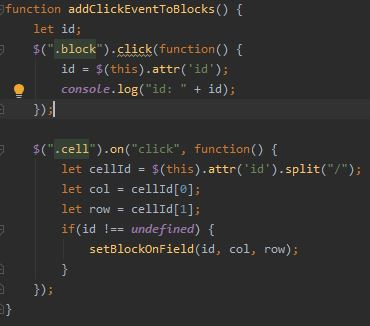 function addClickEventToBlocks() {
    let id;
    $(".block").click(function() {
        id = $(this).attr('id');
        console.log("id: " + id);
    });
    $(".cell").on("click", function() {
        let cellId = $(this).attr('id').split("/");
        let col = cellId[0];
        let row = cellId[1];
        if(id !== undefined) {
            setBlockOnField(id, col, row);
        }
    });
}